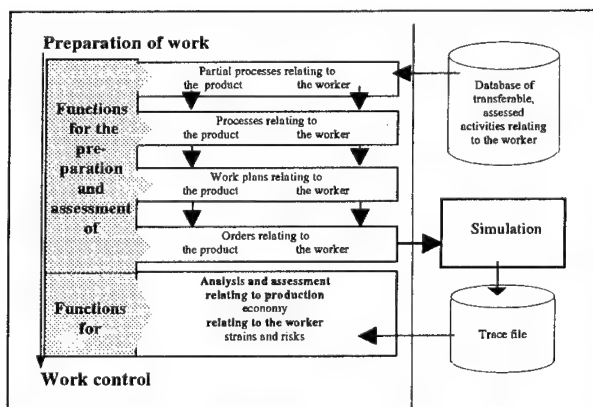 Preparation of work
Functions
for the
pre-
paration
and
assessment
of
Partial processes relating to
the product the worker
Processes relating to
the product the worker
Work plans relating to
the product the worker
Orders relating to
the product the worker
Database of
transferable,
assessed
activities relating
to the worker
Simulation
Functions
for
Analysis and assessment
relating to production
economy
relating to the worker
strains and risks
Trace file
Work control